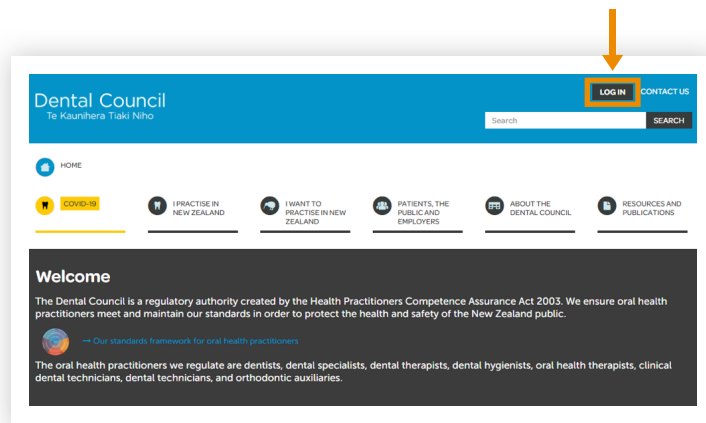 LOG IN
CONTACT US
Dental Council
Te Kaunihera Tiaki Niho
Search
SEARCH
HOME
COVID-19
I PRACTISE IN
NEW ZEALAND
I WANT TO
PRACTISE IN NEW
ZEALAND
PATIENTS, THE
PUBLIC AND
EMPLOYERS
ABOUT THE
DENTAL COUNCIL
RESOURCES AND
PUBLICATIONS
Welcome
The Dental Council is a regulatory authority created by the Health Practitioners Competence Assurance Act 2003. We ensure oral health
practitioners meet and maintain our standards in order to protect the health and safety of the New Zealand public.
→ Our standards framework for oral health practitioners
The oral health practitioners we regulate are dentists, dental specialists, dental therapists, dental hygienists, oral health therapists, clinical
dental technicians, dental technicians, and orthodontic auxiliaries.